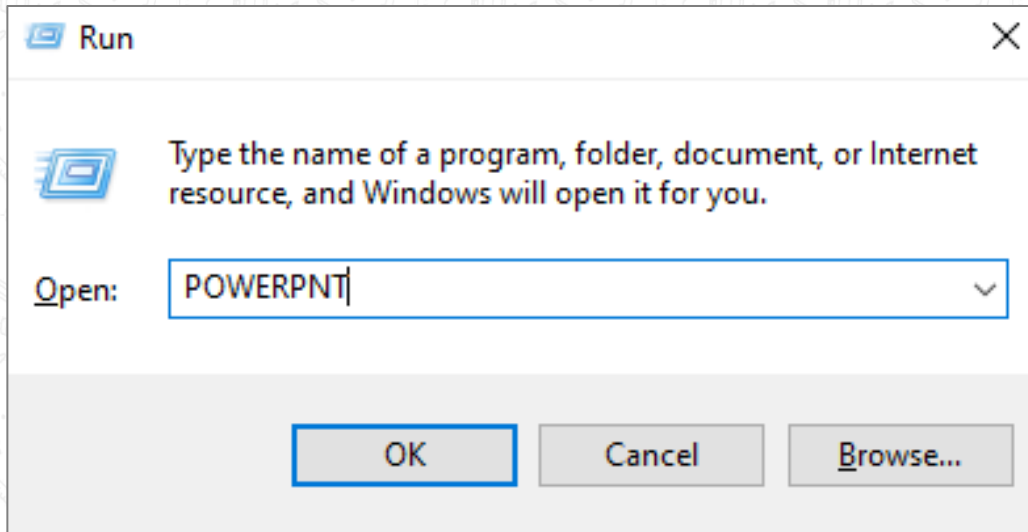 Run
Type the name of a program, folder, document, or Internet
resource, and Windows will open it for you.
Open: POWERPNT
OK Cancel Browse...